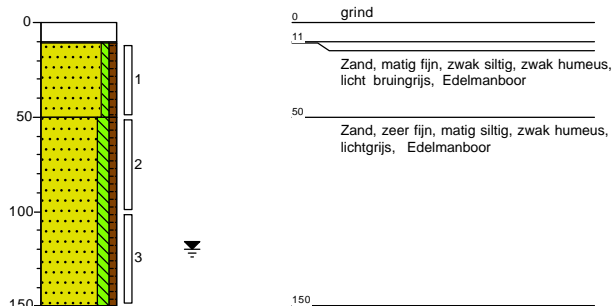 0
50
100
150
1
2
3
0 grind
11
Zand, matig fijn, zwak siltig, zwak humeus,
licht bruingrijs, Edelmanboor
50
Zand, zeer fijn, matig siltig, zwak humeus,
lichtgrijs, Edelmanboor
150